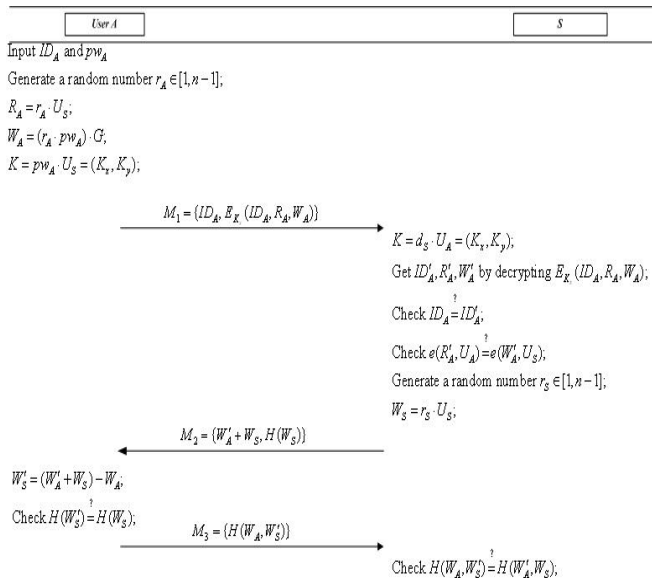 User A
S
Input ID_A and pw_A
Generate a random number r_A ∈ [1, n − 1];
R_A = r_A · U_S;
W_A = (r_A · pw_A) · G;
K = pw_A · U_S = (K_x, K_y);
M_1 = {ID_A, E_{K_x}(ID_A, R_A, W_A)}
K = d_S · U_A = (K_x, K_y);
Get ID'_A, R'_A, W'_A by decrypting E_{K_x}(ID_A, R_A, W_A);
Check ID_A =? ID'_A;
Check e(R'_A, U_A) =? e(W'_A, U_S);
Generate a random number r_S ∈ [1, n − 1];
W_S = r_S · U_S;
M_2 = {W'_A + W_S, H(W_S)}
W'_S = (W'_A + W_S) − W_A;
Check H(W'_S) =? H(W_S);
M_3 = {H(W_A, W'_S)}
Check H(W_A, W'_S) =? H(W'_A, W_S);